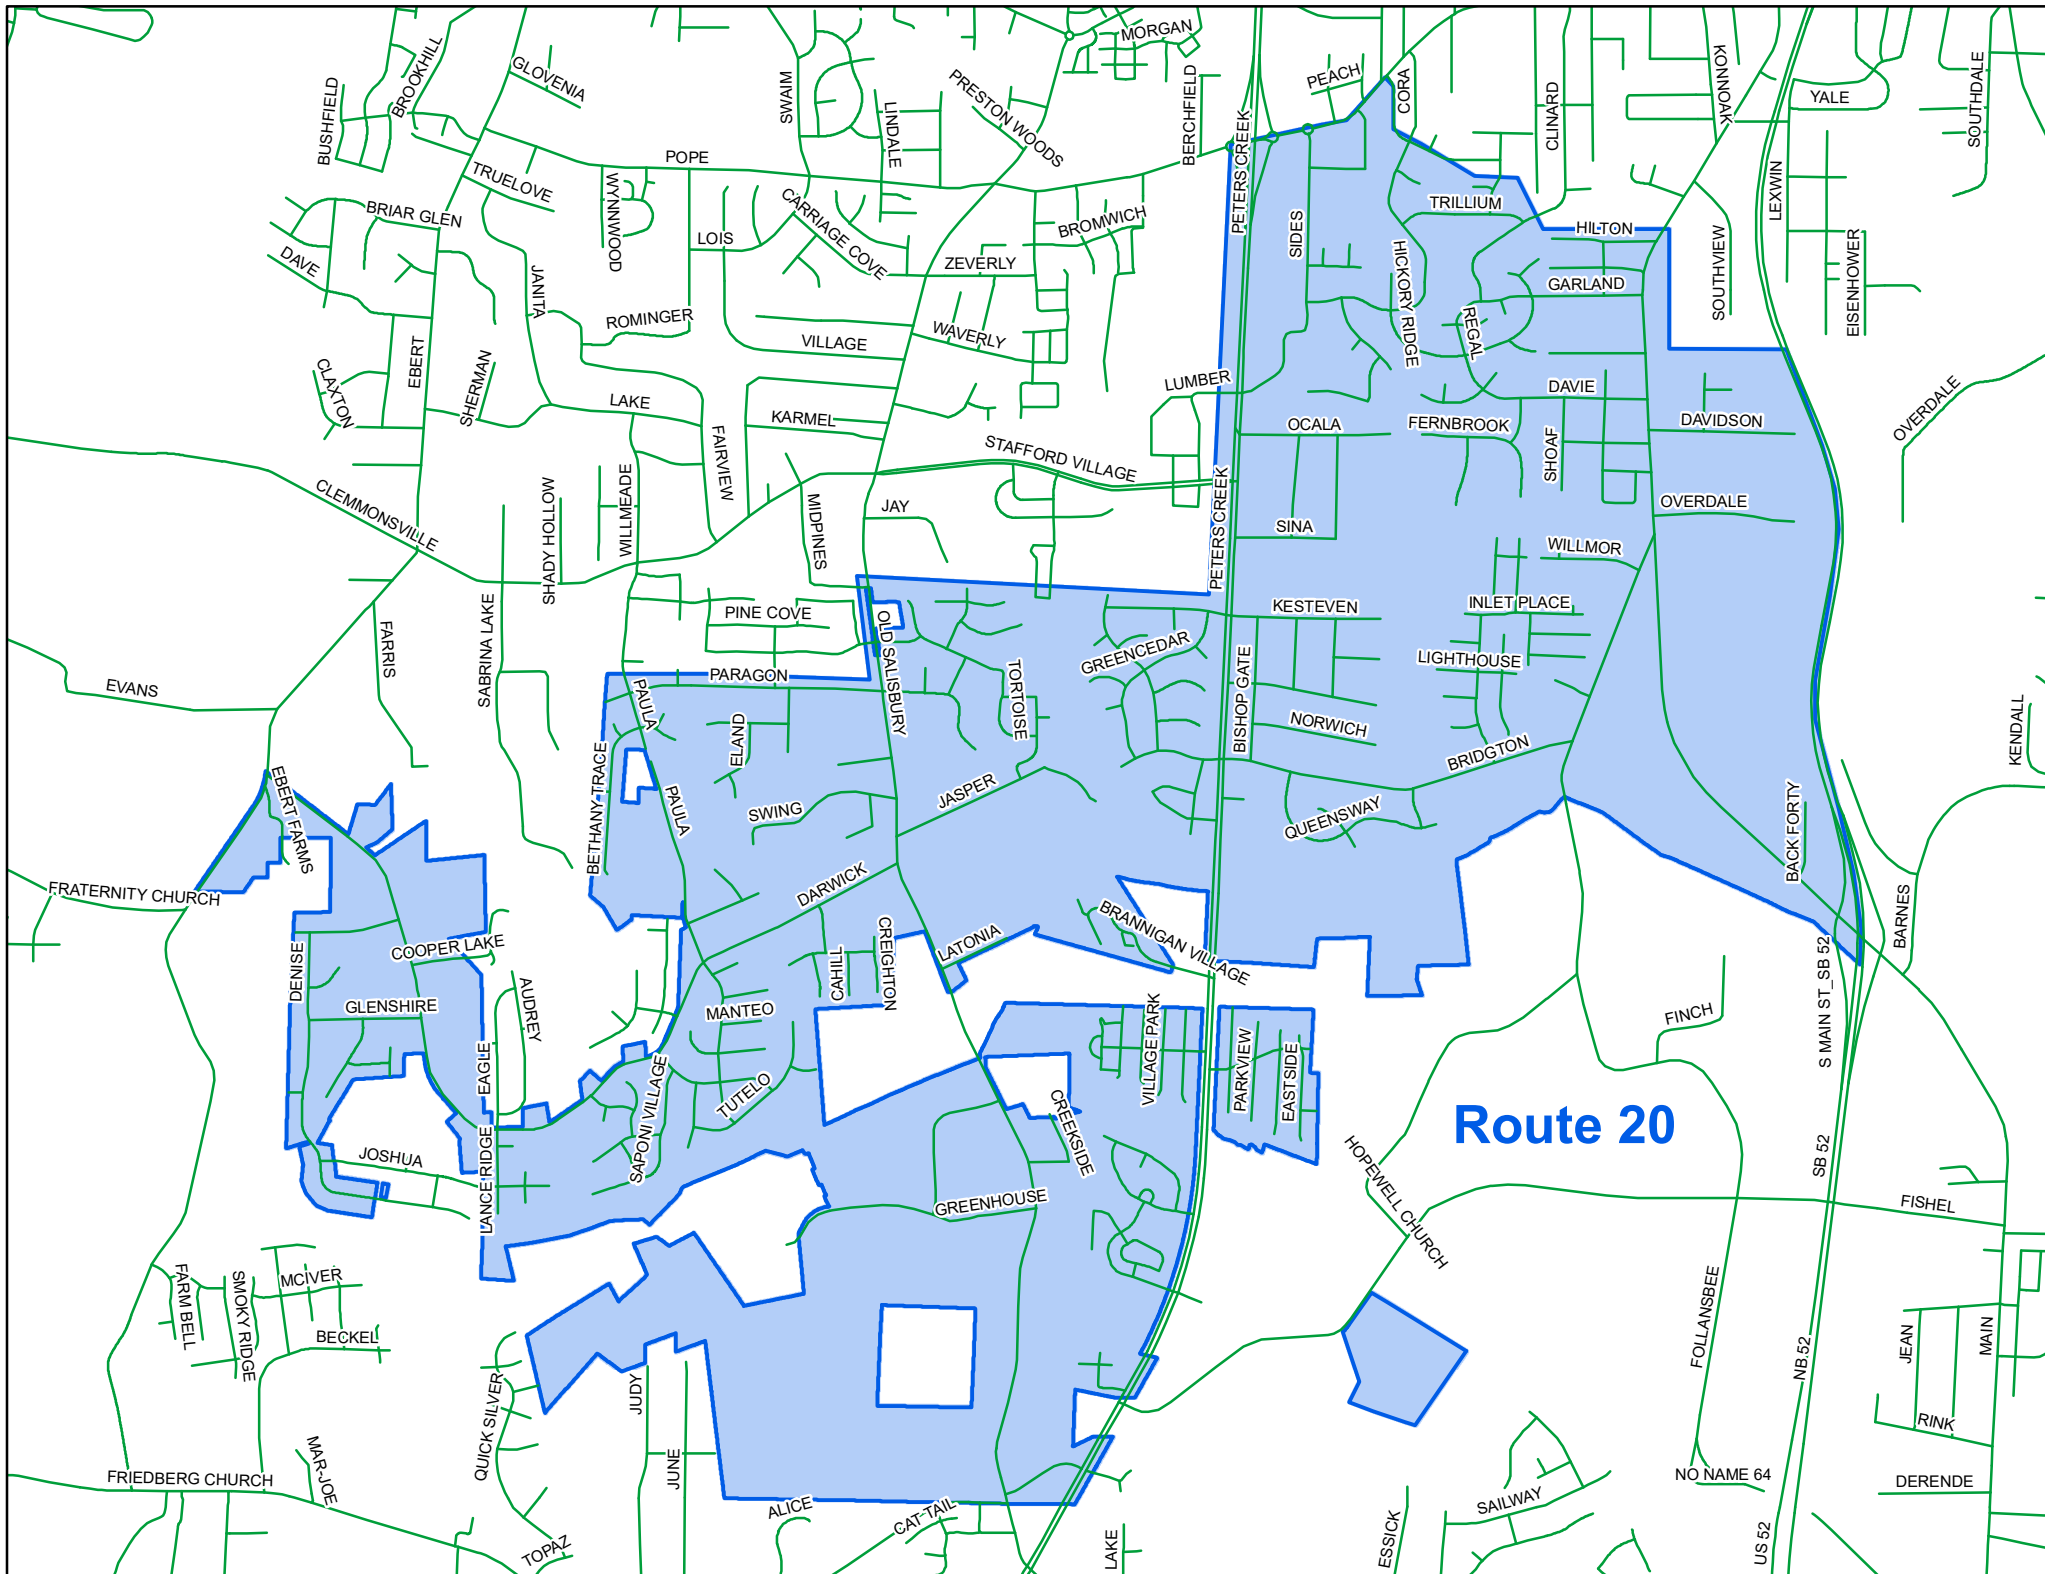 MORGAN
BROOKHILL
GLOVENIA
PEACH
CORA
KONNOAK
YALE
SOUTHDALE
BUSHFIELD
SWAIM
LINDALE
PRESTON WOODS
BERCHFIELD
PETERS CREEK
CLINARD
POPE
TRUELOVE
WYNNWOOD
CARRIAGE COVE
BROMWICH
SIDES
TRILLIUM
HILTON
LEXWIN
BRIAR GLEN
LOIS
ZEVERLY
HICKORY RIDGE
GARLAND
SOUTHVIEW
EISENHOWER
DAVE
JANITA
ROMINGER
VILLAGE
WAVERLY
REGAL
EBERT
SHERMAN
CLAXTON
LAKE
KARMEL
LUMBER
DAVIE
DAVIDSON
OVERDALE
OCALA
FERNBROOK
SHOAF
FAIRVIEW
STAFFORD VILLAGE
CLEMMONSVILLE
SHADY HOLLOW
WILLMEADE
MIDPINES
JAY
PETERS CREEK
SINA
OVERDALE
WILLMOR
PINE COVE
OLD SALISBURY
KESTEVEN
INLET PLACE
FARRIS
SABRINA LAKE
GREENCEDAR
LIGHTHOUSE
EVANS
PARAGON
PAULA
TORTOISE
BISHOP GATE
NORWICH
KENDALL
ELAND
BRIDGTON
EBERT FARMS
BETHANY TRACE
PAULA
SWING
JASPER
QUEENSWAY
BACK FORTY
FRATERNITY CHURCH
DARWICK
BRANNIGAN VILLAGE
BARNES
COOPER LAKE
DENISE
CAHILL
CREIGHTON
LATONIA
S MAIN ST_SB 52
GLENSHIRE
AUDREY
MANTEO
VILLAGE PARK
FINCH
EAGLE
PARKVIEW
EASTSIDE
SAPONI VILLAGE
TUTELO
CREEKSIDE
Route 20
JOSHUA
LANCE RIDGE
HOPEWELL CHURCH
SB 52
GREENHOUSE
FISHEL
FARM BELL
SMOKY RIDGE
MCIVER
BECKEL
FOLLANSBEE
NB 52
JEAN
MAIN
JUDY
QUICK SILVER
RINK
MAR-JOE
JUNE
FRIEDBERG CHURCH
NO NAME 64
DERENDE
ALICE
CAT TAIL
SAILWAY
ESSICK
TOPAZ
LAKE
US 52